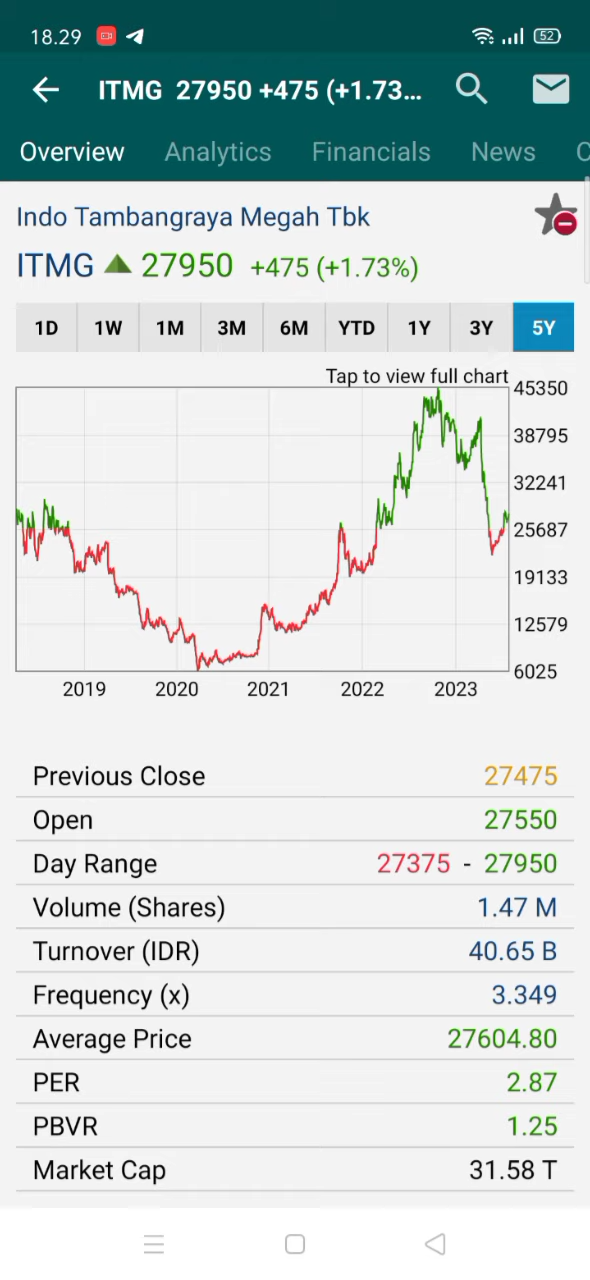 18.29 52
ITMG 27950 +475 (+1.73...
Overview Analytics Financials News C
Indo Tambangraya Megah Tbk
ITMG 27950 +475 (+1.73%)
1D 1W 1M 3M 6M YTD 1Y 3Y 5Y
Tap to view full chart
45350
38795
32241
25687
19133
12579
6025
2019 2020 2021 2022 2023
Previous Close 27475
Open 27550
Day Range 27375 - 27950
Volume (Shares) 1.47 M
Turnover (IDR) 40.65 B
Frequency (x) 3.349
Average Price 27604.80
PER 2.87
PBVR 1.25
Market Cap 31.58 T